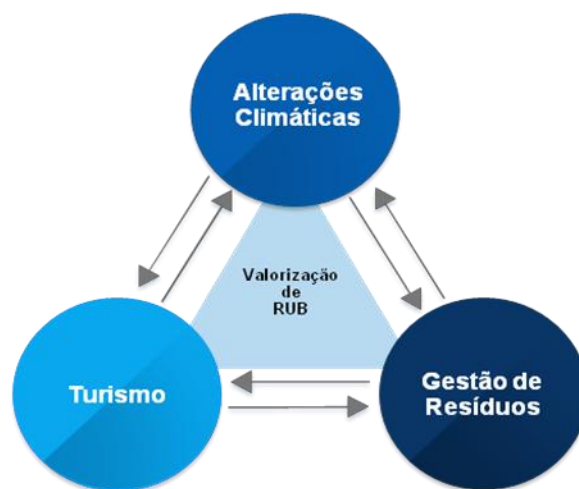 Alterações
Climáticas
Valorização
de
RUB
Turismo
Gestão de
Resíduos